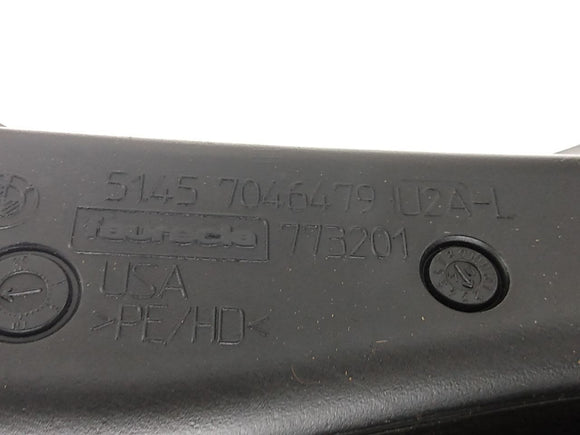 5145 7046479 U2A-L
faurecia 773201
USA
>PE/HD<